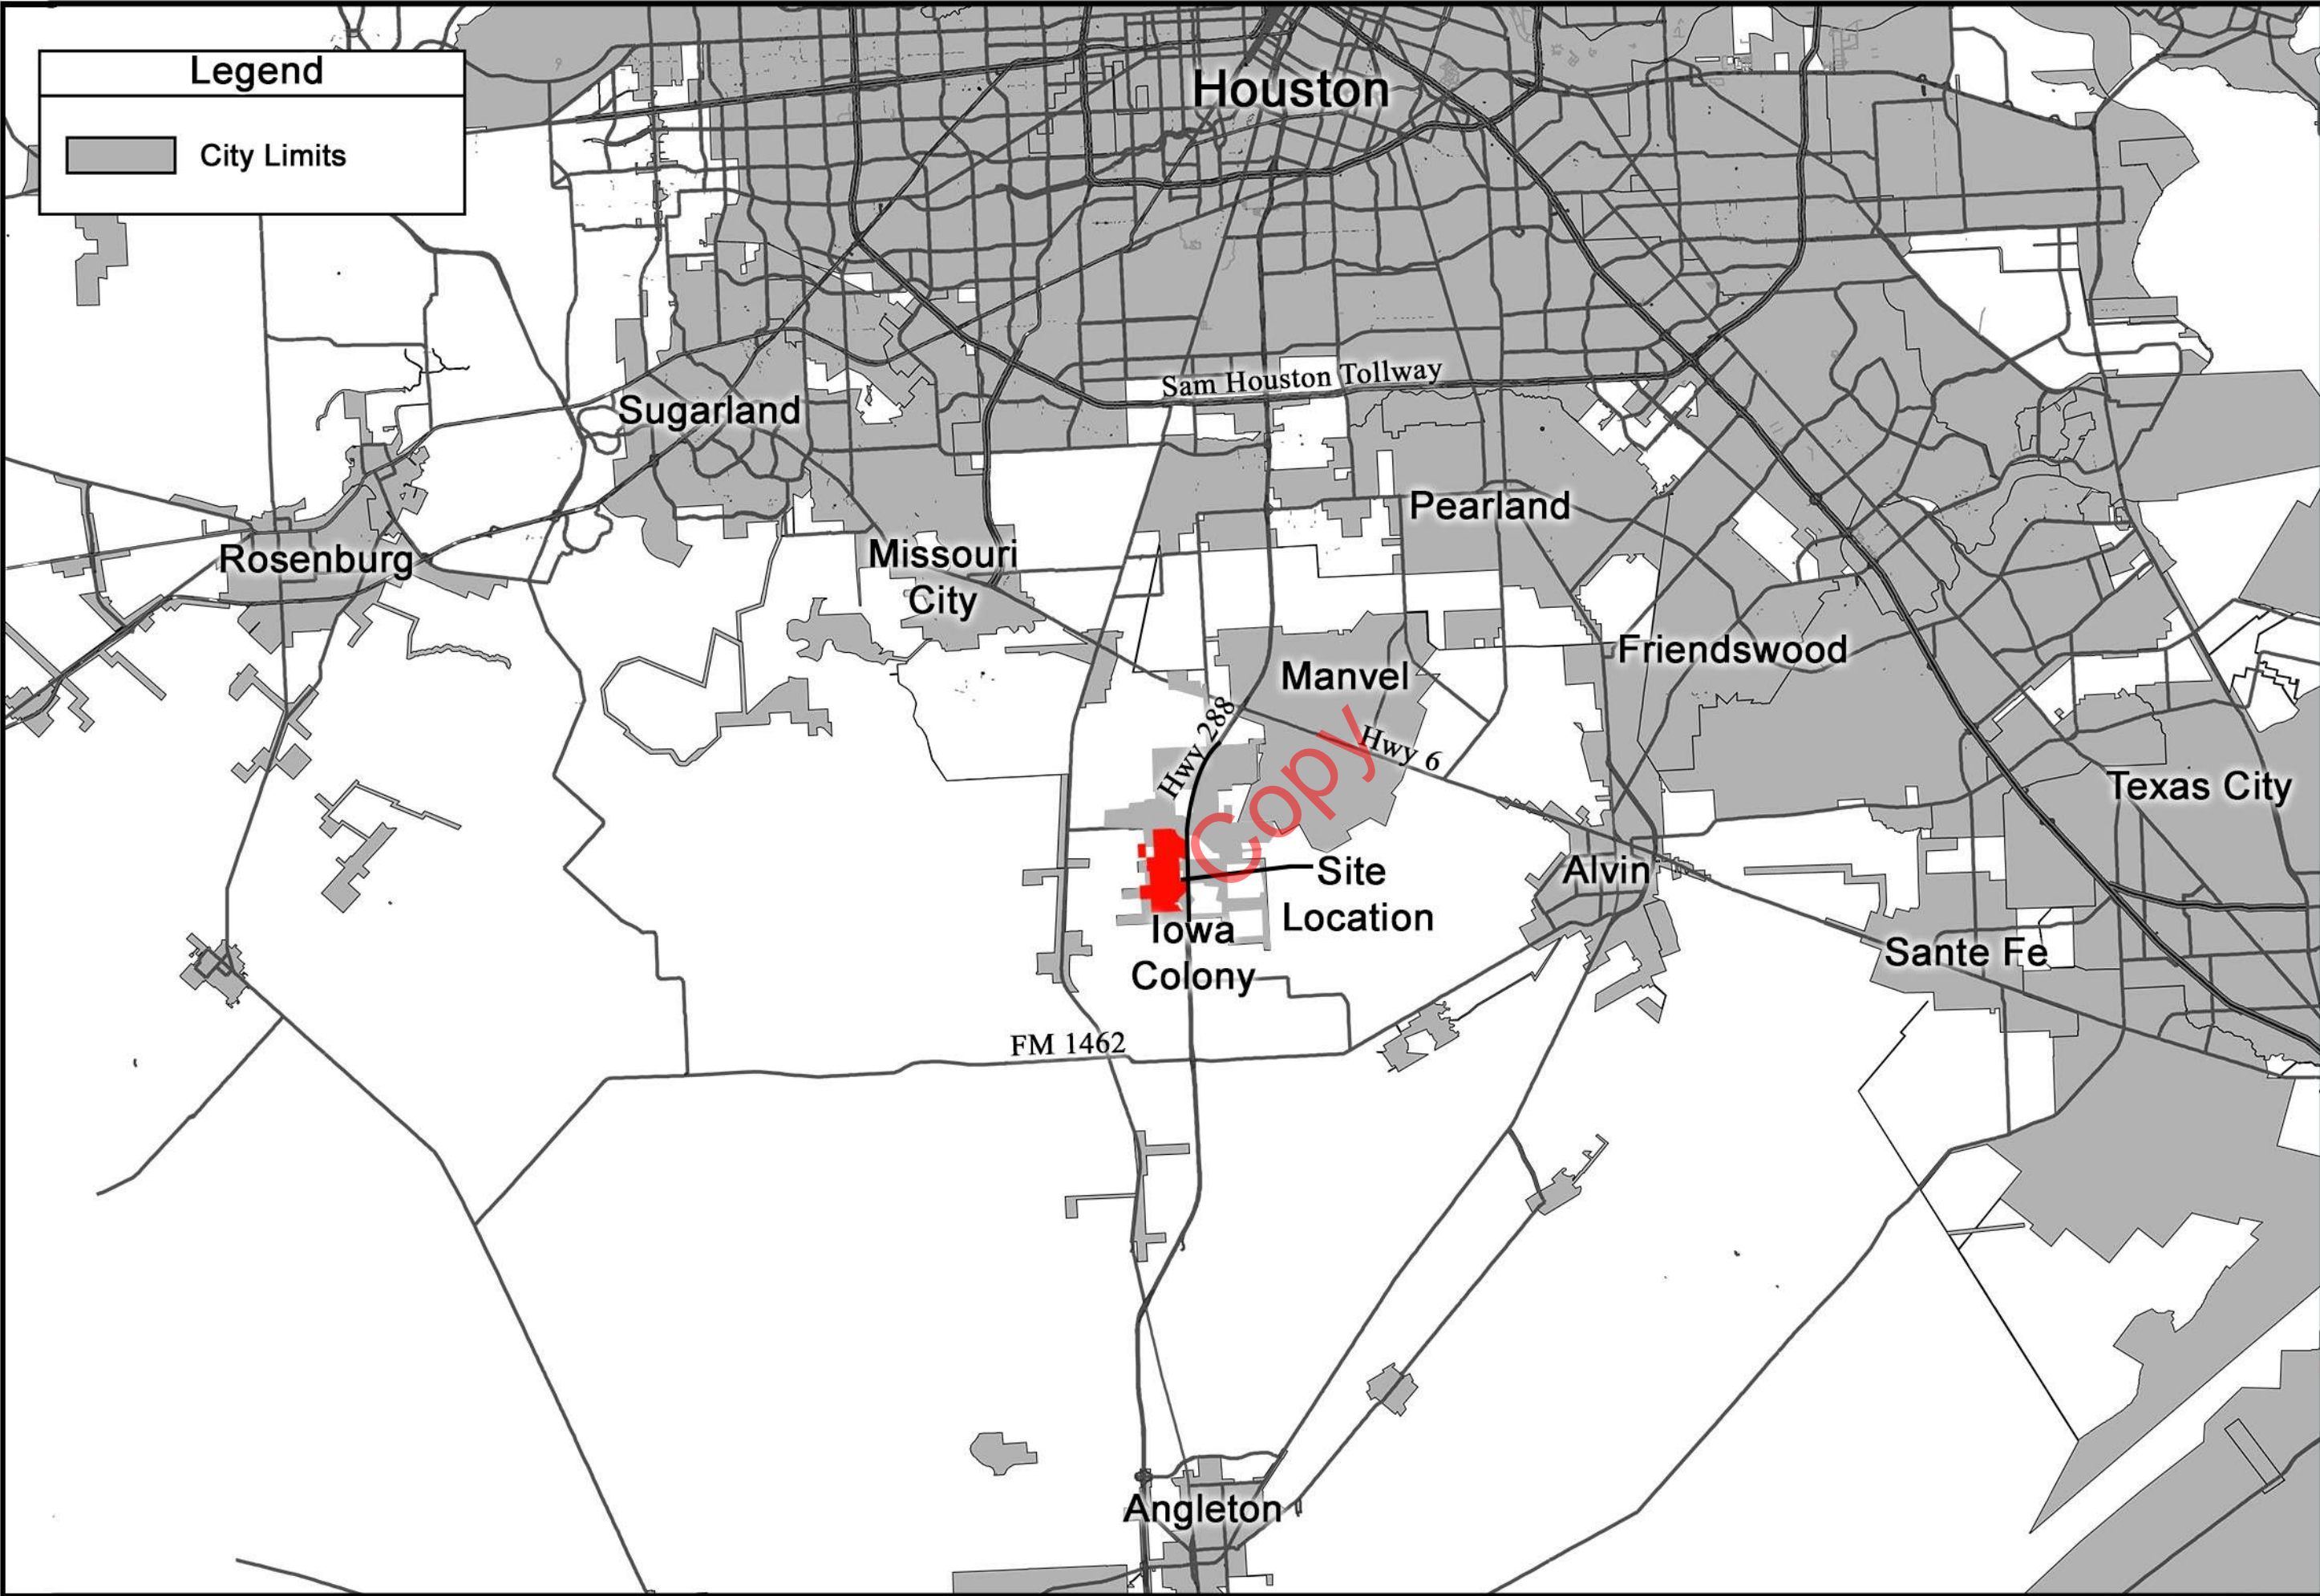 Legend
City Limits
Houston
Sam Houston Tollway
Sugarland
Pearland
Rosenburg
Missouri
City
Friendswood
Manvel
Hwy 288
Hwy 6
Copy
Texas City
Site
Location
Alvin
Iowa
Colony
Sante Fe
FM 1462
Angleton